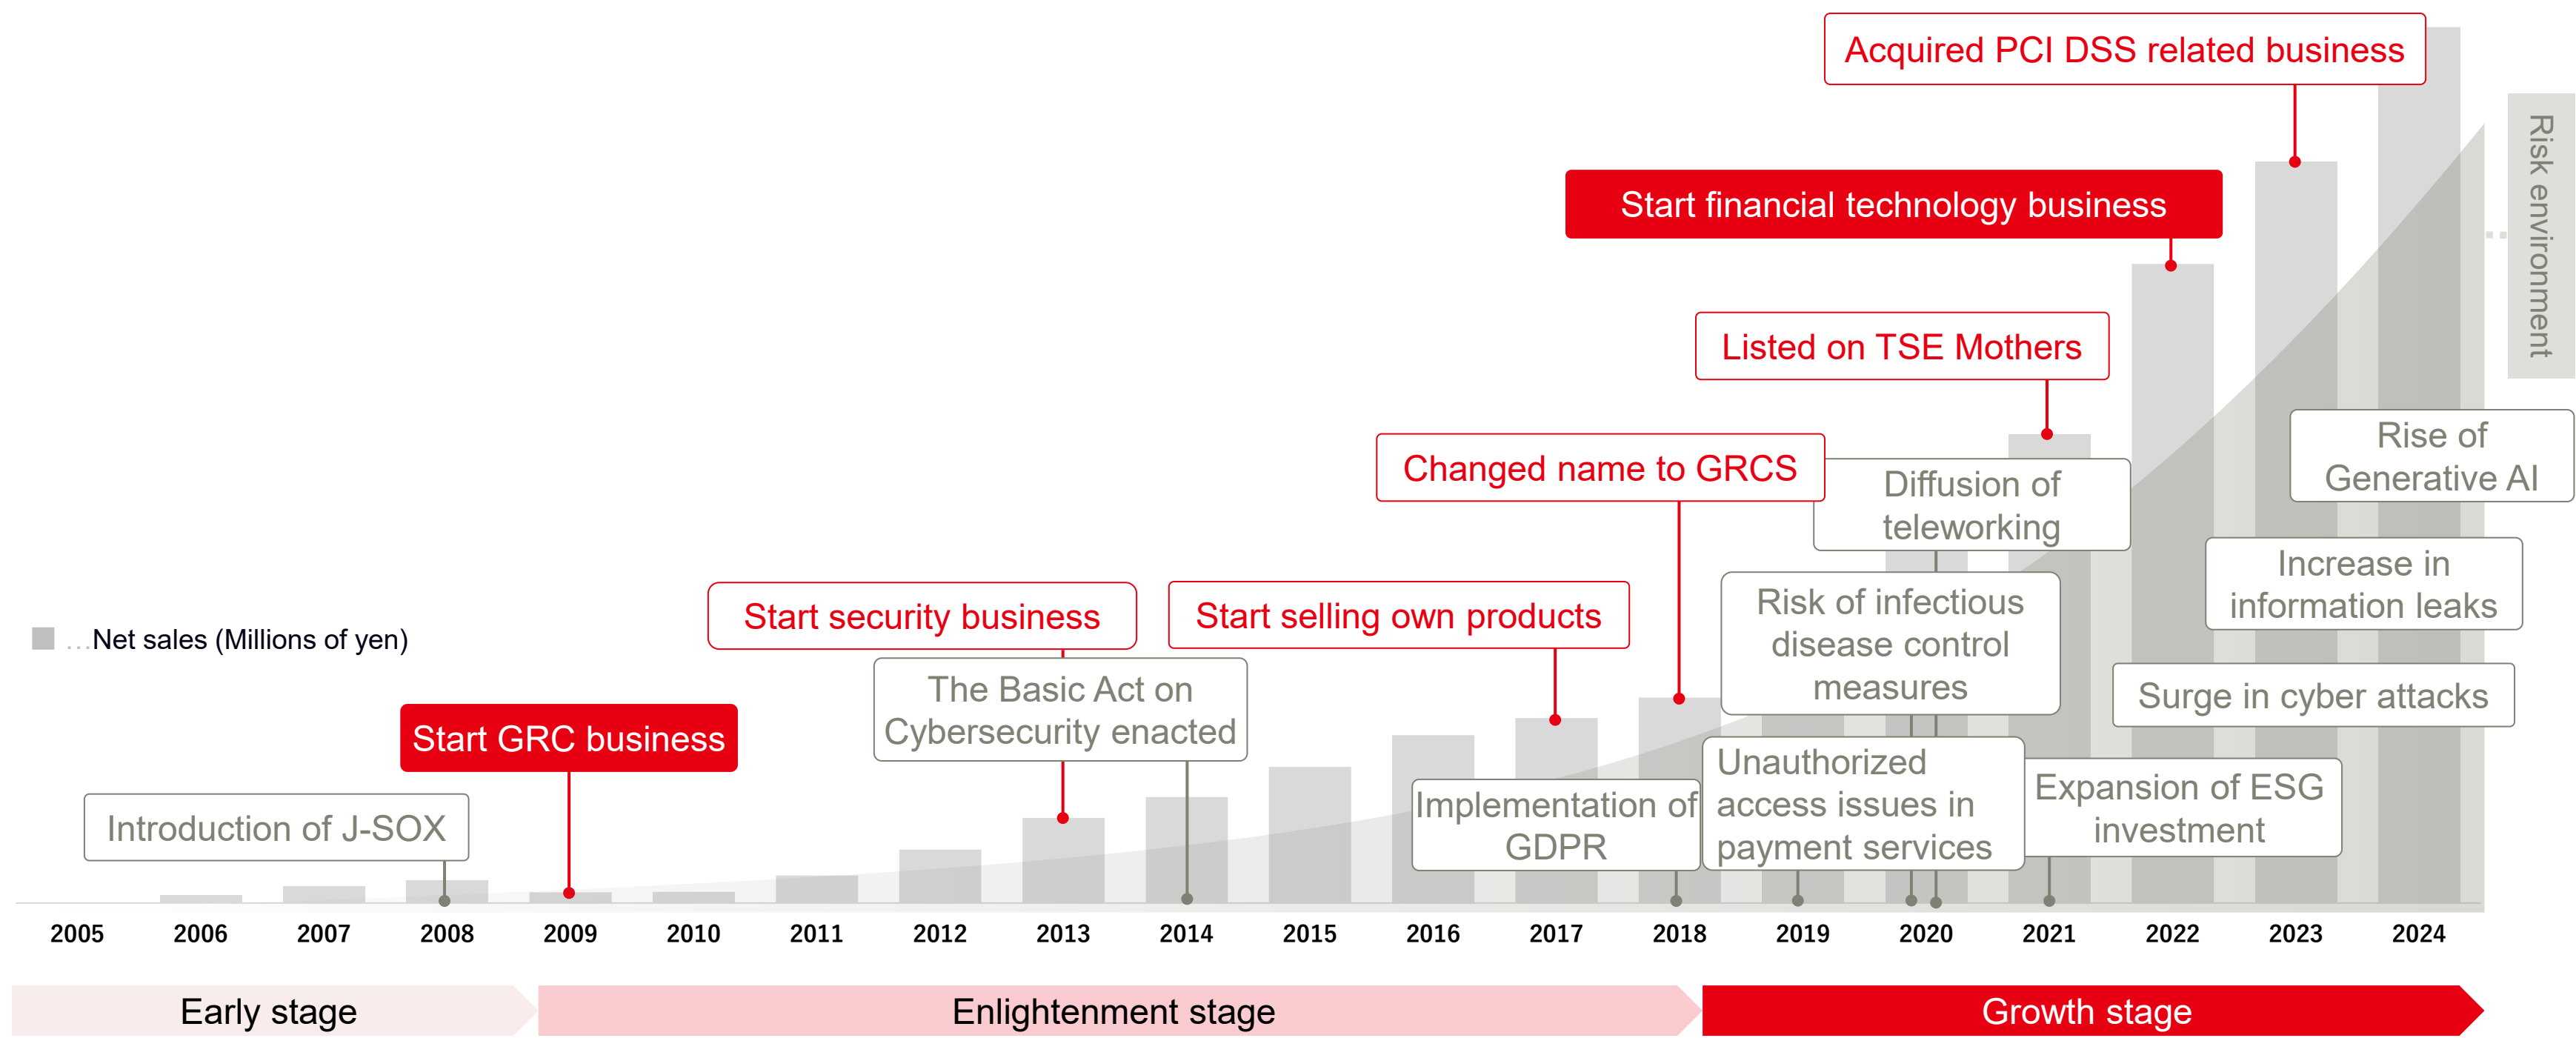 Acquired PCI DSS related business
Risk environment
Start financial technology business
Listed on TSE Mothers
Changed name to GRCS
Diffusion of
teleworking
Rise of
Generative AI
Increase in
information leaks
Risk of infectious
disease control
measures
Start security business
Start selling own products
…Net sales (Millions of yen)
The Basic Act on
Cybersecurity enacted
Surge in cyber attacks
Start GRC business
Introduction of J-SOX
Implementation of
GDPR
Unauthorized
access issues in
payment services
Expansion of ESG
investment
2005 2006 2007 2008 2009 2010 2011 2012 2013 2014 2015 2016 2017 2018 2019 2020 2021 2022 2023 2024
Early stage
Enlightenment stage
Growth stage